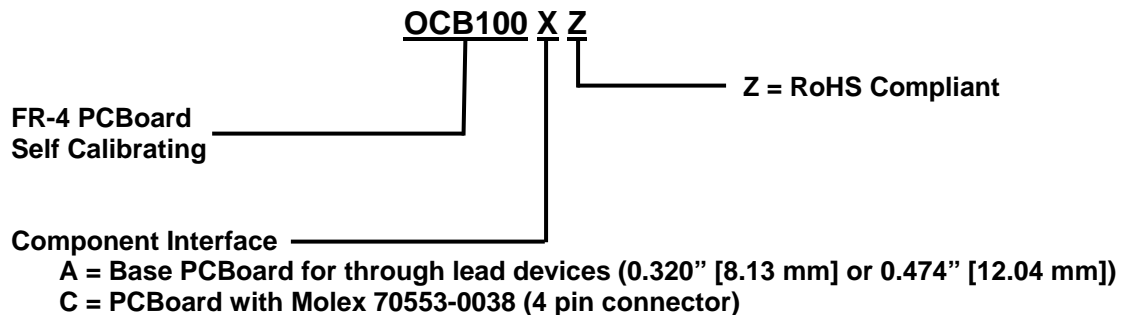 OCB100 X Z
Z = RoHS Compliant
FR-4 PCBoard
Self Calibrating
Component Interface
A = Base PCBoard for through lead devices (0.320” [8.13 mm] or 0.474” [12.04 mm])
C = PCBoard with Molex 70553-0038 (4 pin connector)